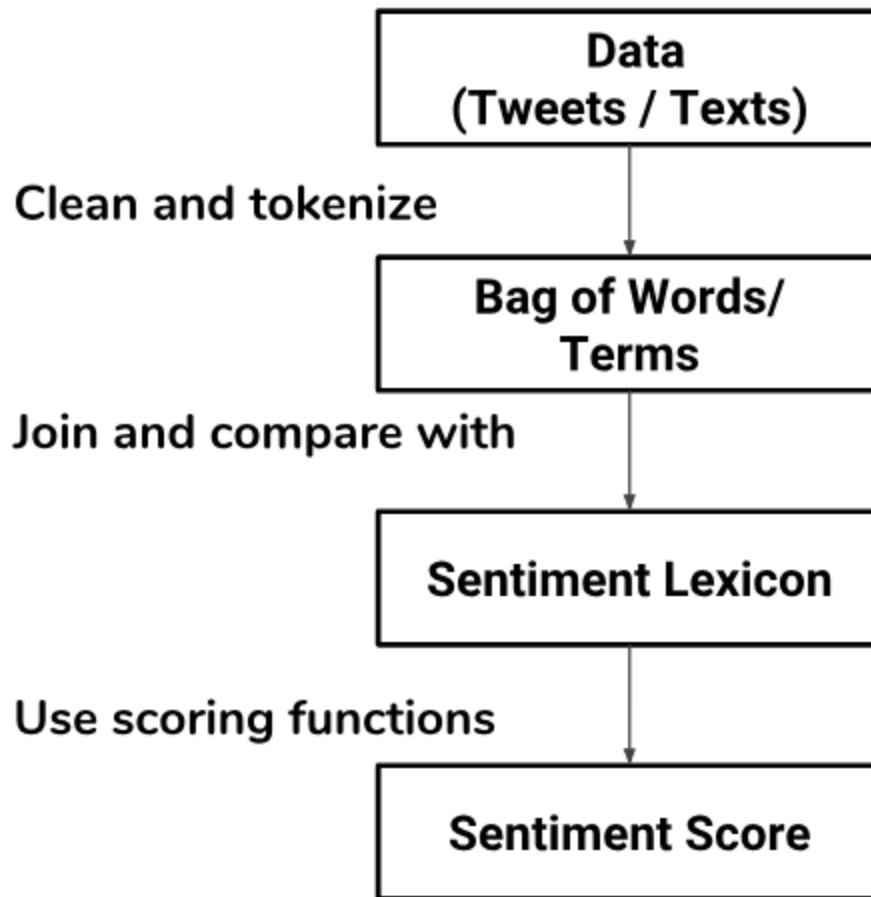 Data
(Tweets / Texts)
Clean and tokenize
Bag of Words/
Terms
Join and compare with
Sentiment Lexicon
Use scoring functions
Sentiment Score